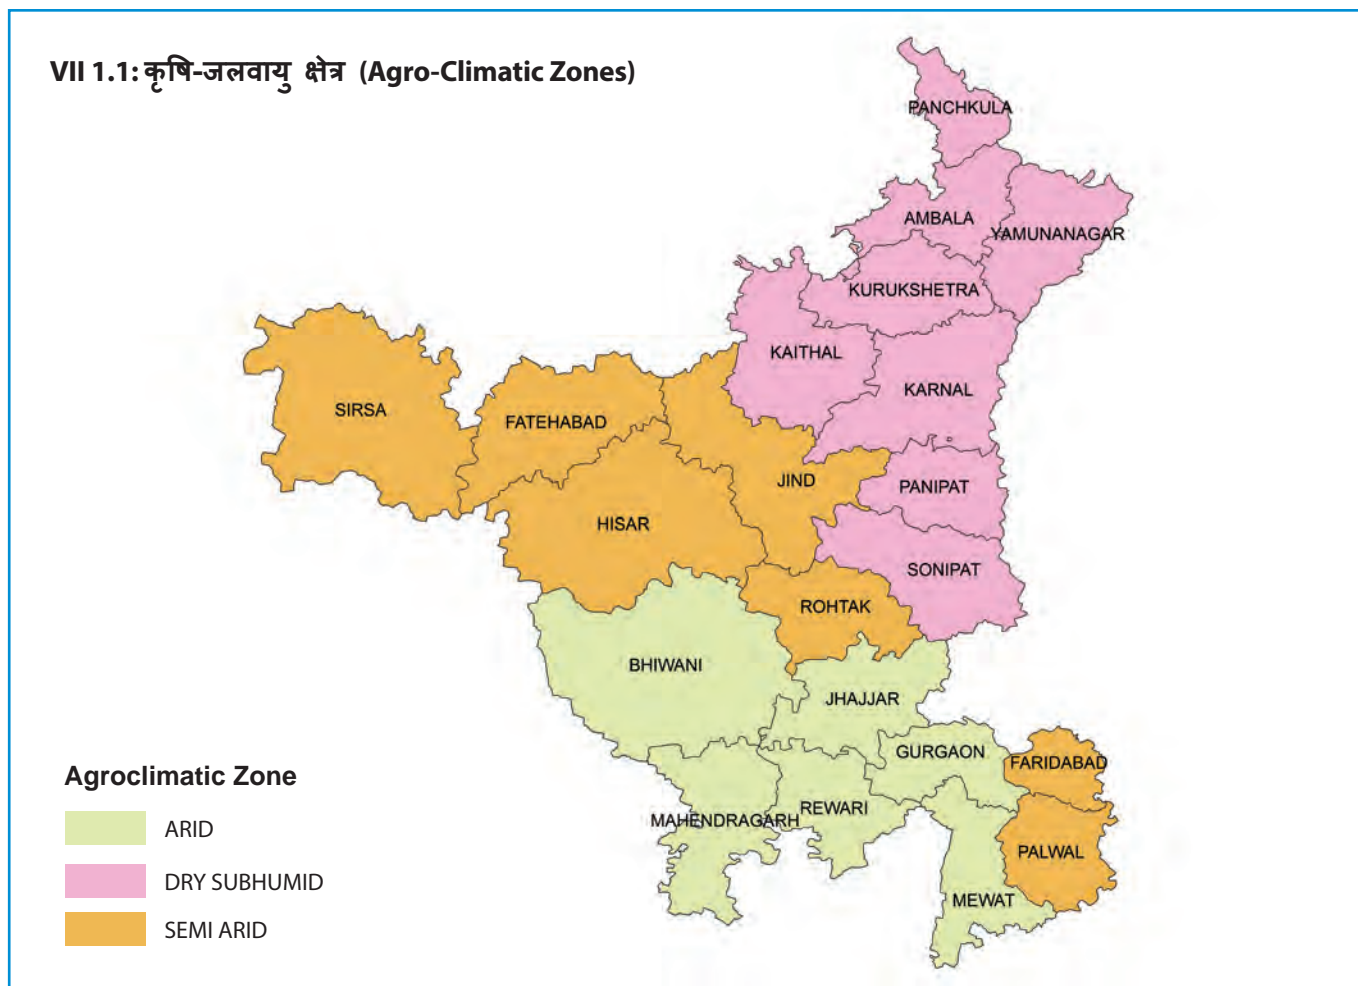 VII 1.1: कृषि-जलवायु क्षेत्र (Agro-Climatic Zones)
PANCHKULA
AMBALA
YAMUNANAGAR
KURUKSHETRA
KAITHAL
KARNAL
SIRSA
FATEHABAD
JIND
PANIPAT
HISAR
SONIPAT
ROHTAK
BHIWANI
JHAJJAR
GURGAON
FARIDABAD
MAHENDRAGARH
REWARI
PALWAL
MEWAT
Agroclimatic Zone
ARID
DRY SUBHUMID
SEMI ARID